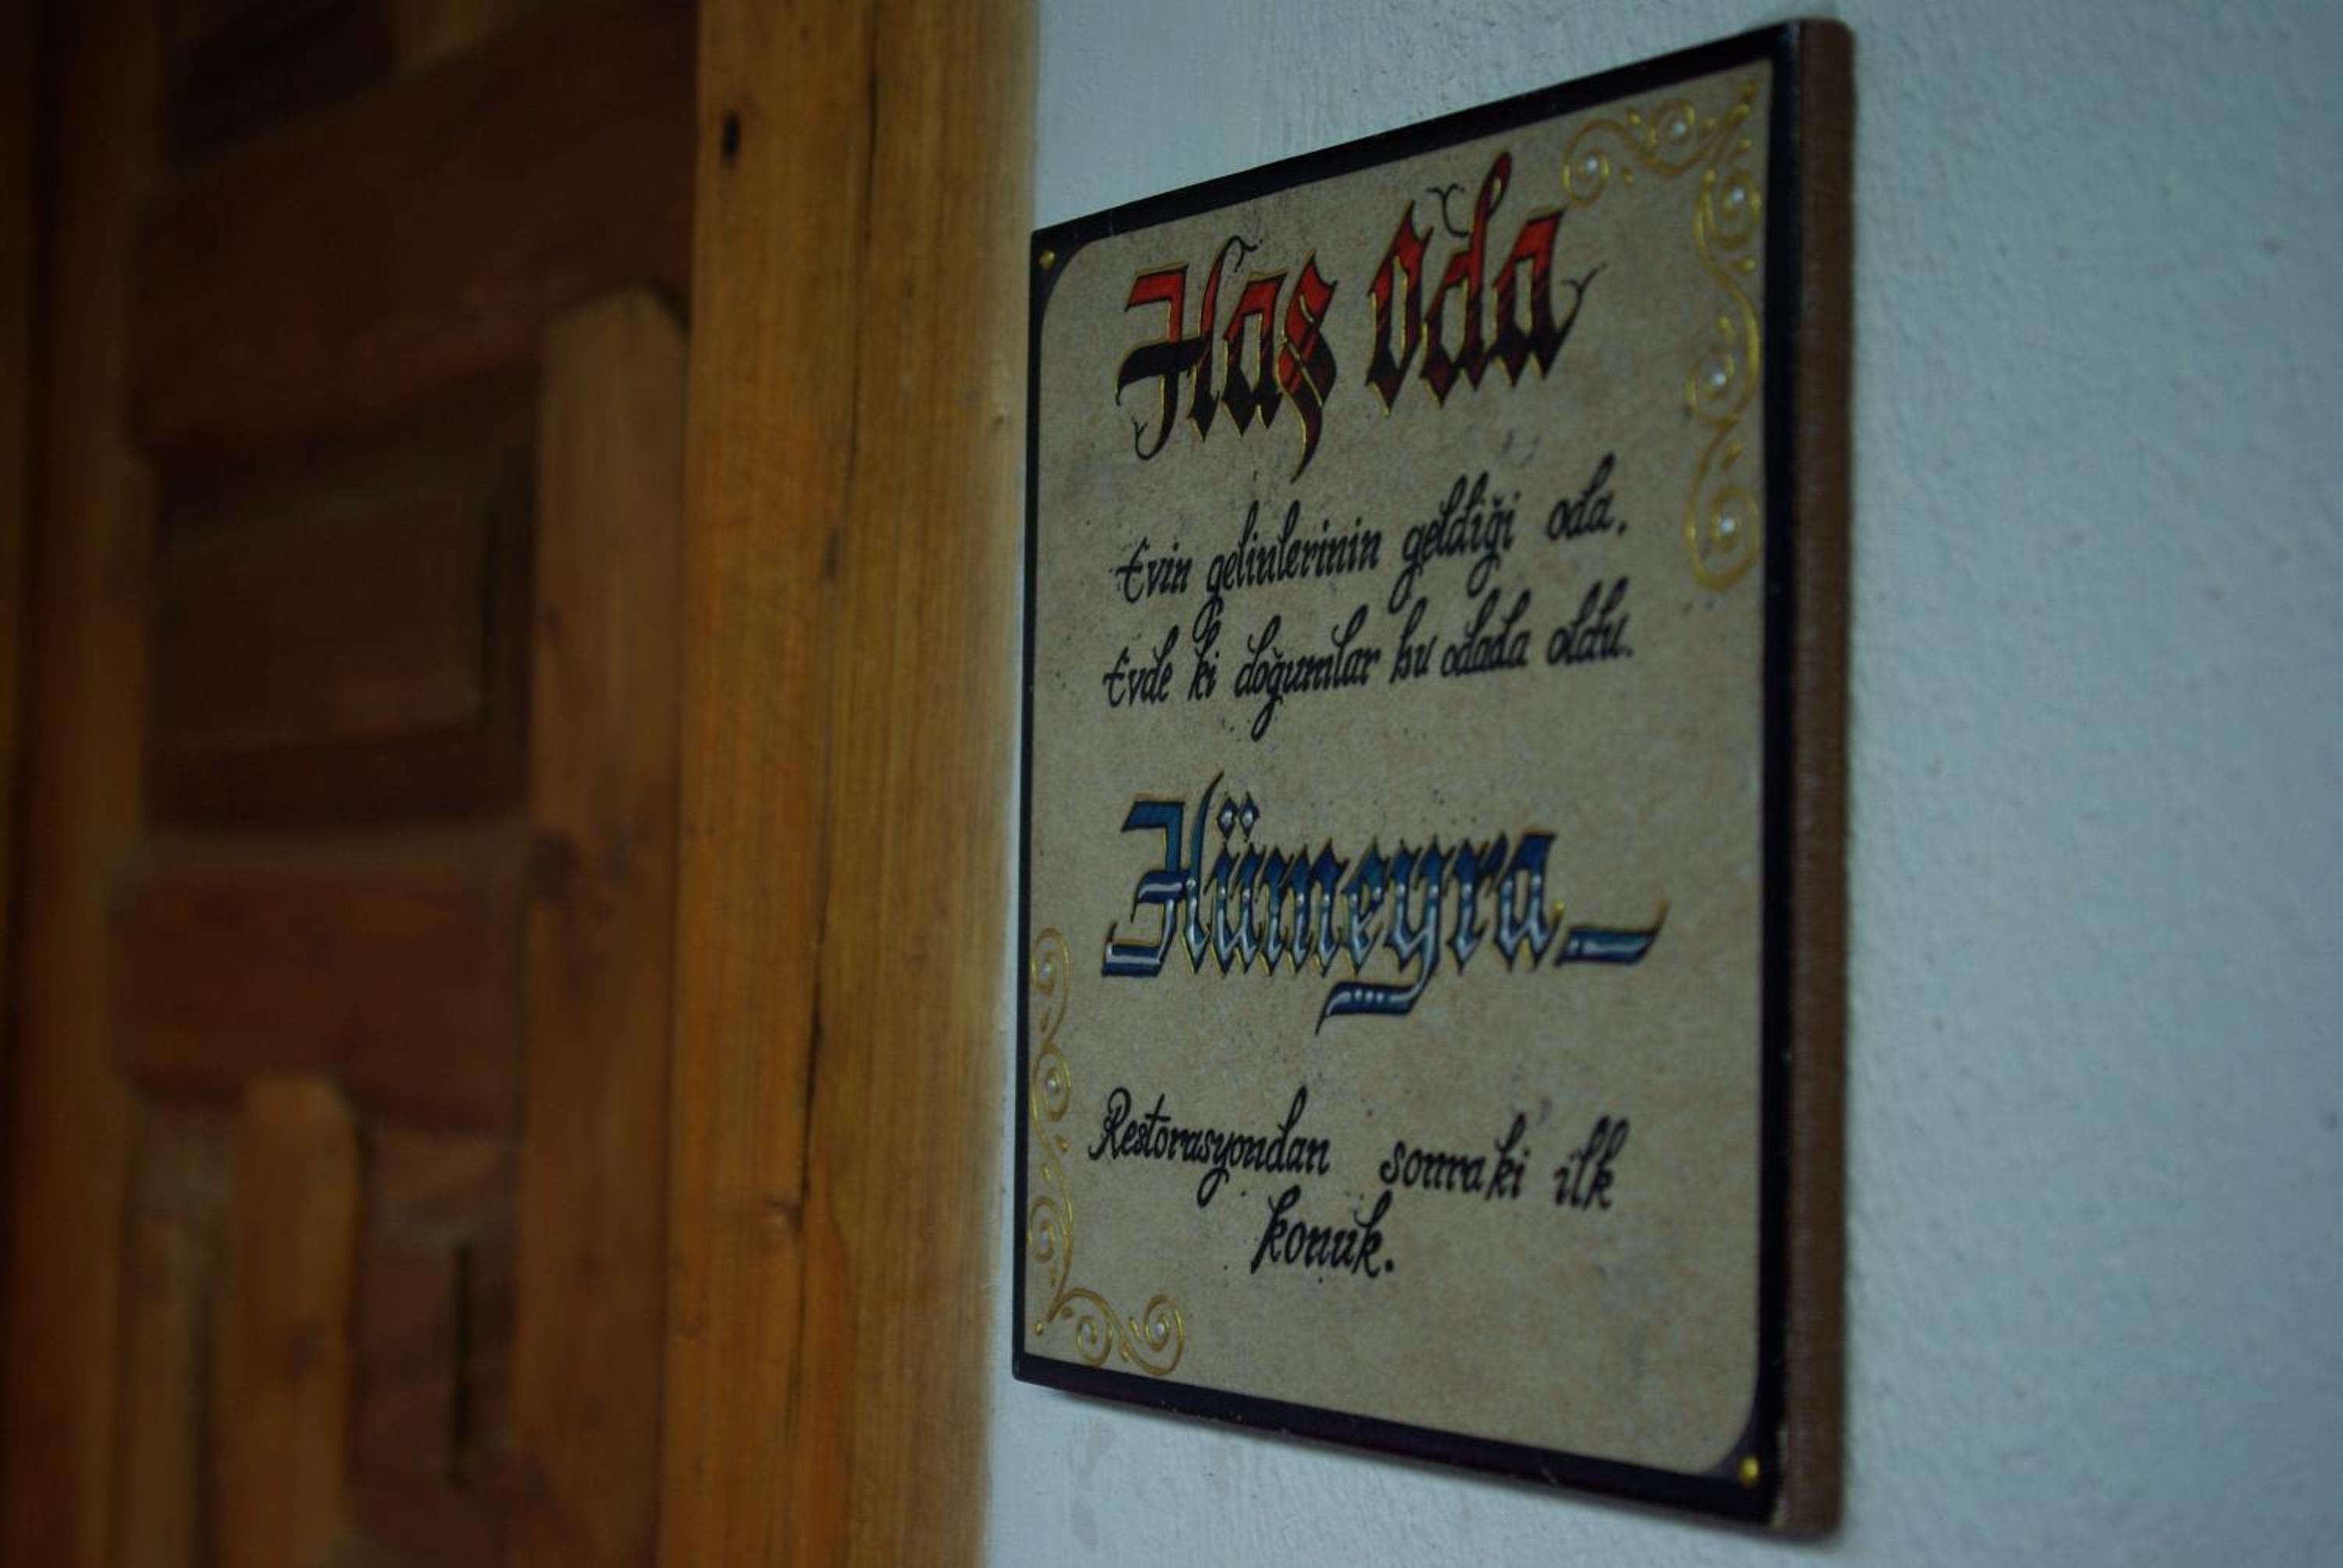 Has Oda
Evin gelinlerinin geldiği oda.
Evde ki doğumlar bu odada oldu.
Hümeyra
Restorasyondan sonraki ilk
konuk.